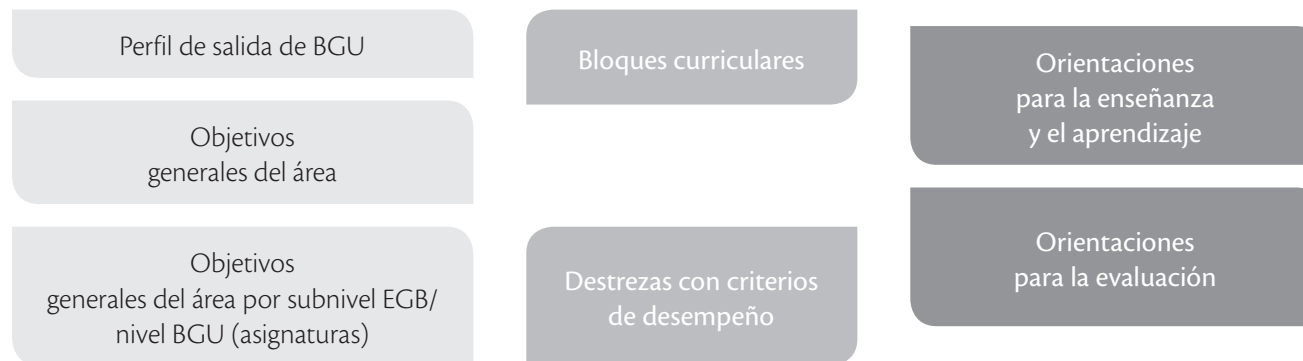 Perfil de salida de BGU
Objetivos
generales del área
Objetivos
generales del área por subnivel EGB/
nivel BGU (asignaturas)
Bloques curriculares
Destrezas con criterios
de desempeño
Orientaciones
para la enseñanza
y el aprendizaje
Orientaciones
para la evaluación